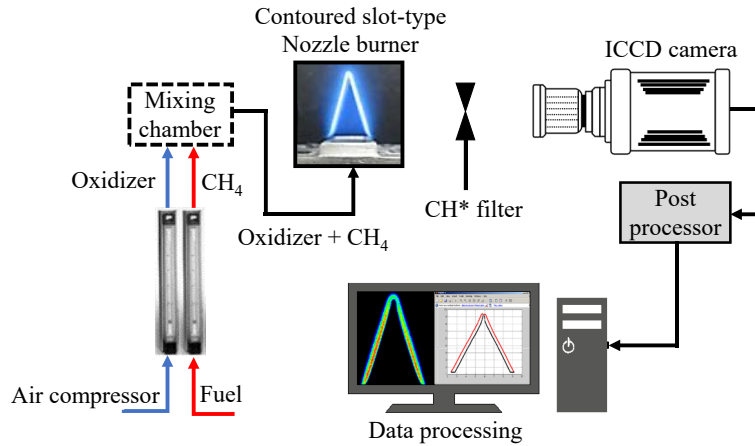 Contoured slot-type
Nozzle burner
ICCD camera
Mixing
chamber
Oxidizer
CH₄
CH* filter
Oxidizer + CH₄
Post
processor
Air compressor
Fuel
Data processing